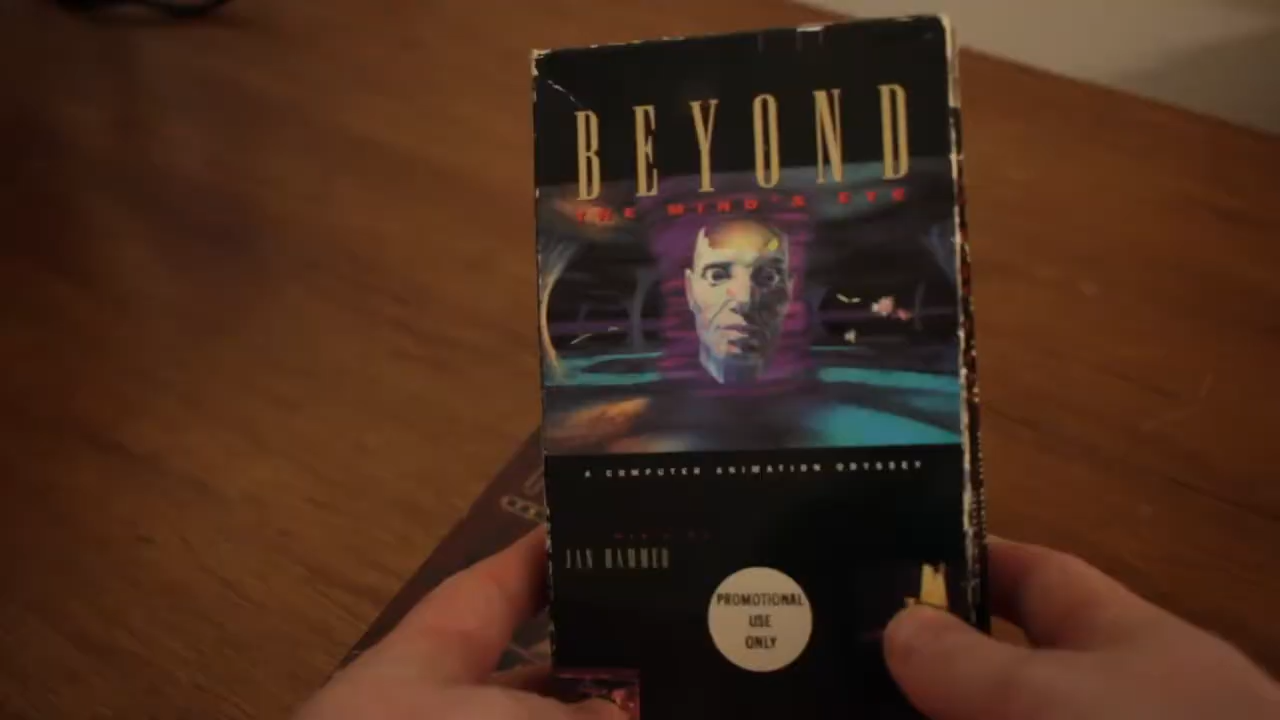 BEYOND
THE MIND'S EYE
A COMPUTER ANIMATION ODYSSEY
JAN HAMMER
PROMOTIONAL
USE
ONLY